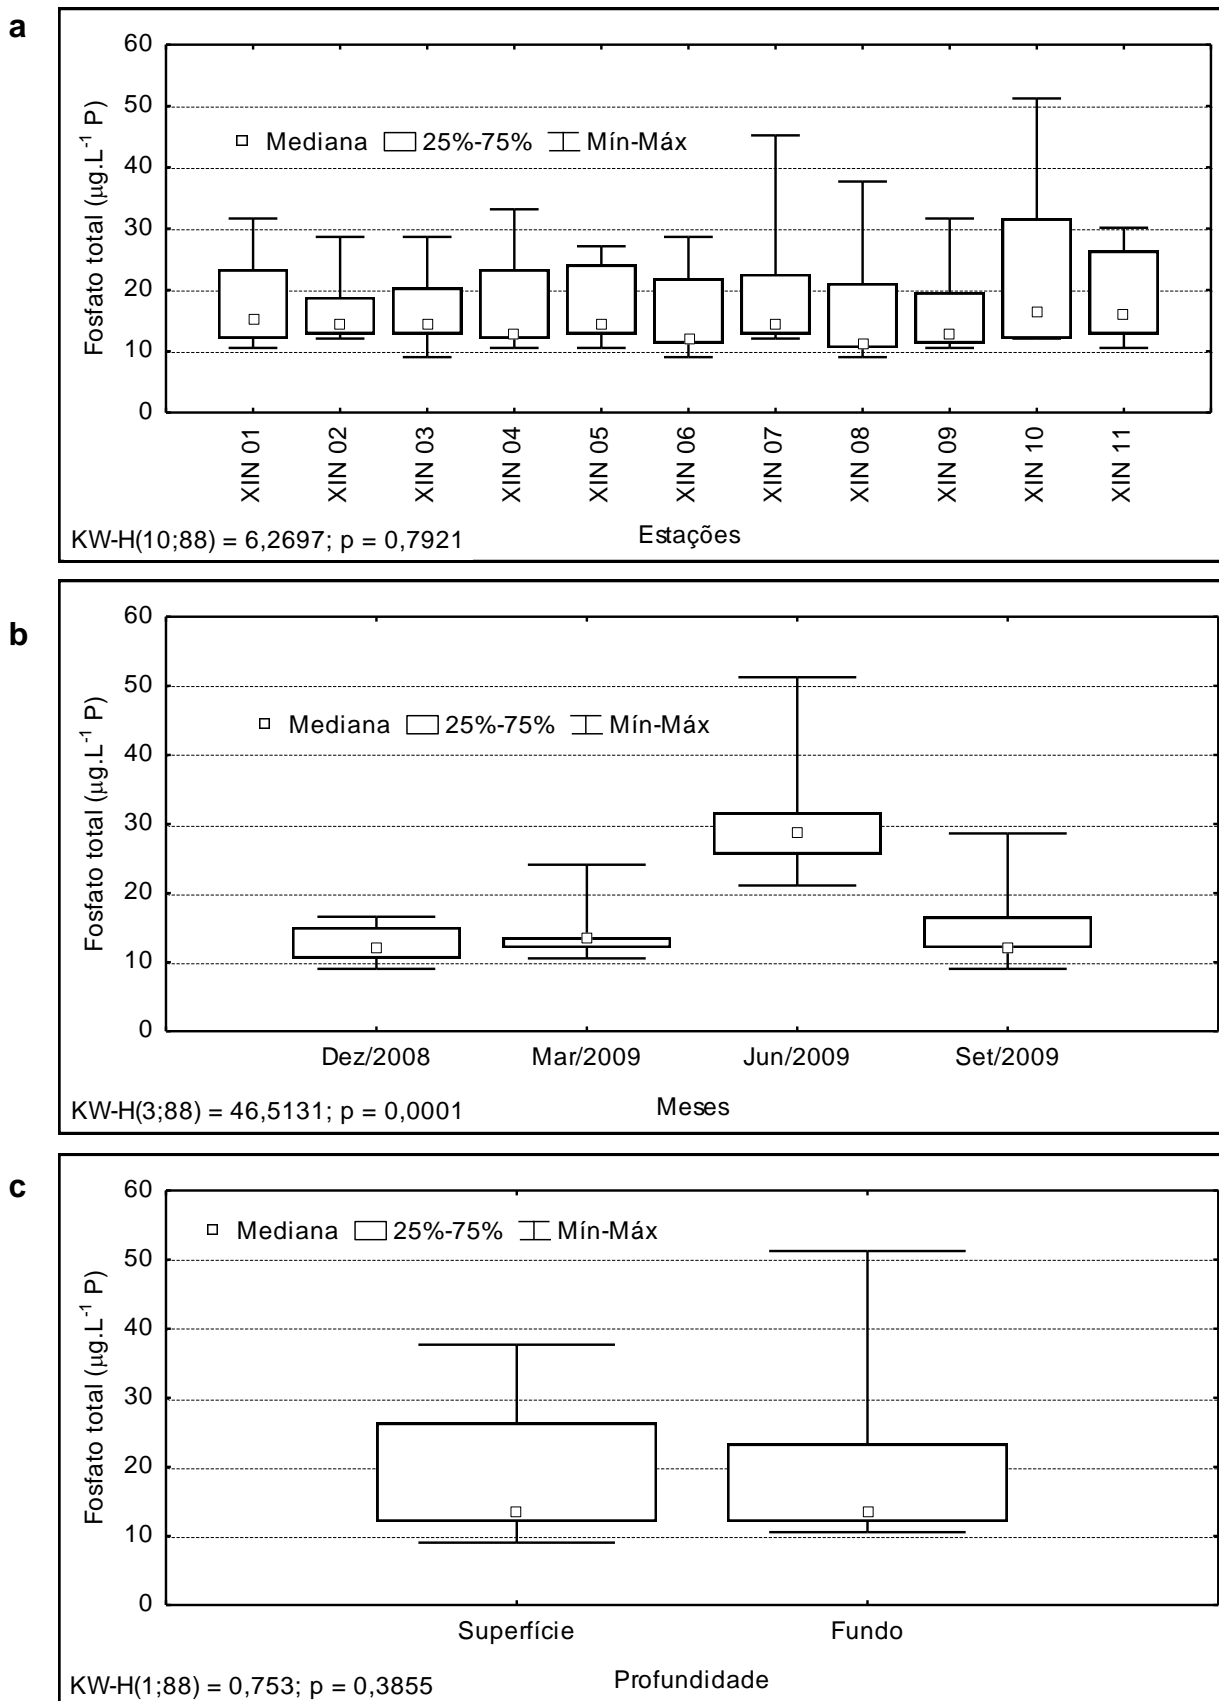 a
Fosfato total (µg.L-1 P)
60
50
40
30
20
10
0
Mediana 25%-75% Mín-Máx
XIN 01 XIN 02 XIN 03 XIN 04 XIN 05 XIN 06 XIN 07 XIN 08 XIN 09 XIN 10 XIN 11
Estações
KW-H(10;88) = 6,2697; p = 0,7921
b
Fosfato total (µg.L-1 P)
60
50
40
30
20
10
0
Mediana 25%-75% Mín-Máx
Dez/2008 Mar/2009 Jun/2009 Set/2009
KW-H(3;88) = 46,5131; p = 0,0001 Meses
c
Fosfato total (µg.L-1 P)
60
50
40
30
20
10
0
Mediana 25%-75% Mín-Máx
Superfície Fundo
KW-H(1;88) = 0,753; p = 0,3855 Profundidade